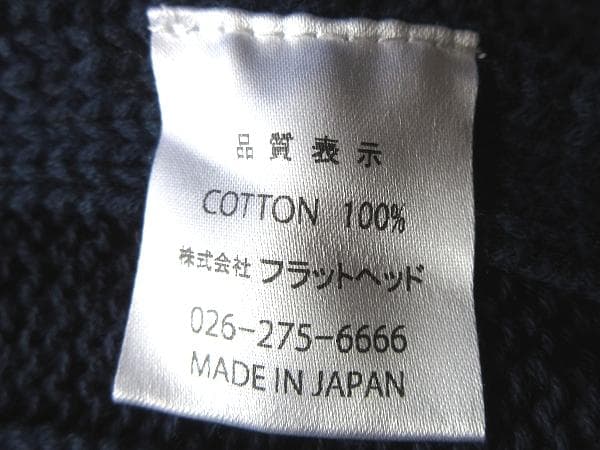 品質表示
COTTON 100%
株式会社 フラットヘッド
026-275-6666
MADE IN JAPAN